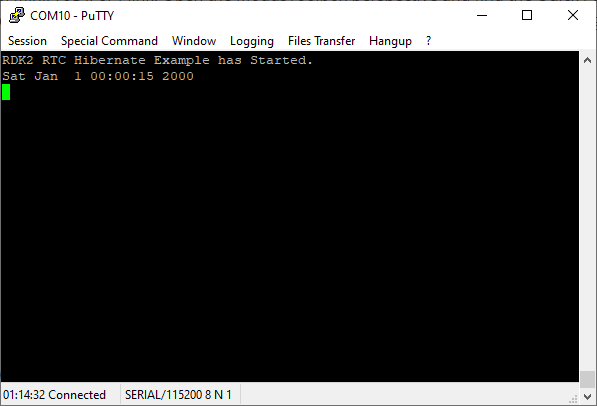 COM10 - PuTTY
Session Special Command Window Logging Files Transfer Hangup ?
RDK2 RTC Hibernate Example has Started.
Sat Jan  1 00:00:15 2000
01:14:32 Connected SERIAL/115200 8 N 1